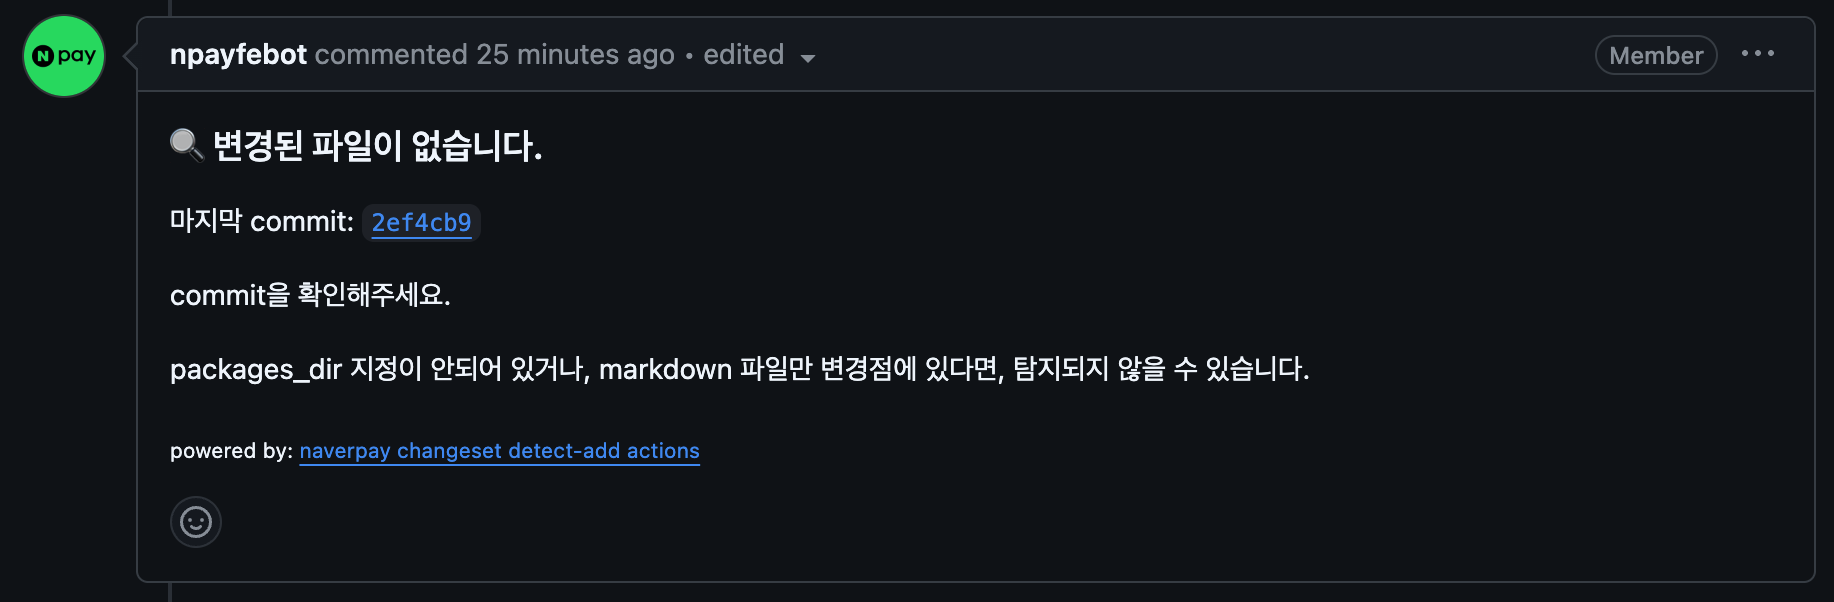 N pay
npayfebot commented 25 minutes ago • edited
Member
변경된 파일이 없습니다.
마지막 commit: 2ef4cb9
commit을 확인해주세요.
packages_dir 지정이 안되어 있거나, markdown 파일만 변경점에 있다면, 탐지되지 않을 수 있습니다.
powered by: naverpay changeset detect-add actions